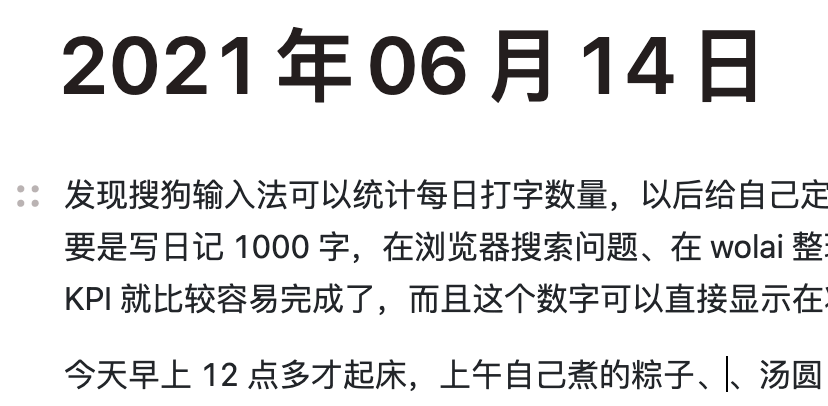 2021 年 06 月 14 日
发现搜狗输入法可以统计每日打字数量，以后给自己定
要是写日记 1000 字，在浏览器搜索问题、在 wolai 整
KPI 就比较容易完成了，而且这个数字可以直接显示在
今天早上 12 点多才起床，上午自己煮的粽子、、汤圆